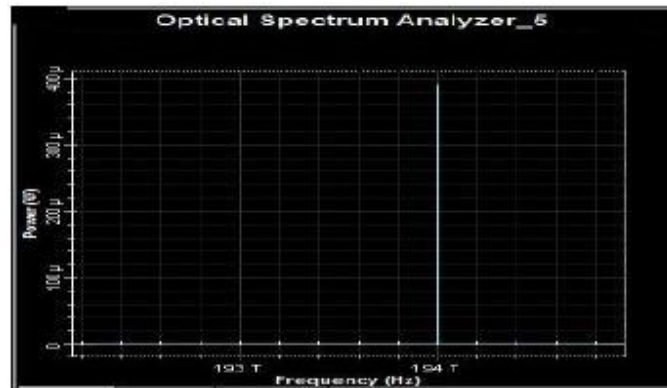 Optical Spectrum Analyzer_5
400 µ
300 µ
200 µ
100 µ
0
Power (W)
193 T
194 T
Frequency (Hz)